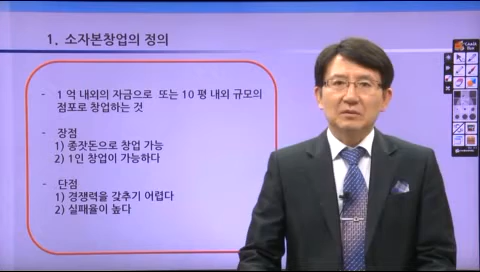 1. 소자본창업의 정의
- 1 억 내외의 자금으로 또는 10 평 내외 규모의
점포로 창업하는 것
- 장점
1) 종잣돈으로 창업 가능
2) 1인 창업이 가능하다
- 단점
1) 경쟁력을 갖추기 어렵다
2) 실패율이 높다